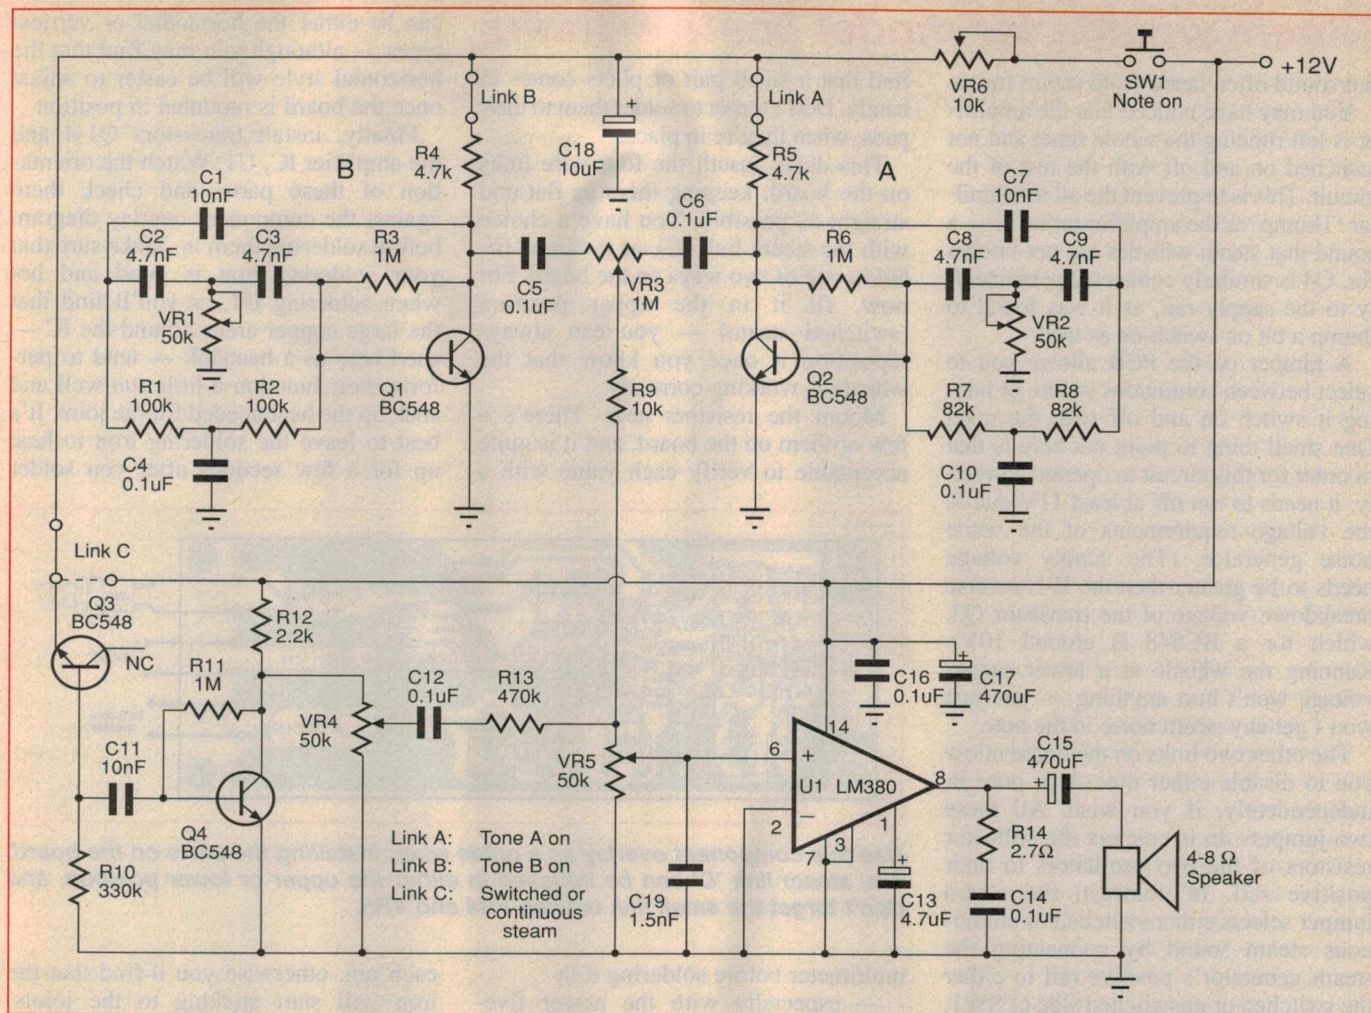 +12V
VR6
10k
SW1
Note on
Link B
Link A
R4
4.7k
B
C18
10uF
R5
4.7k
A
C1
10nF
C2
4.7nF
C3
4.7nF
R3
1M
C6
0.1uF
C5
0.1uF
VR3
1M
R6
1M
C7
10nF
C8
4.7nF
C9
4.7nF
VR1
50k
VR2
50k
R1
100k
R2
100k
Q1
BC548
R9
10k
Q2
BC548
R7
82k
R8
82k
C4
0.1uF
C10
0.1uF
Link C
Q3
BC548
NC
R12
2.2k
R11
1M
VR4
50k
C12
0.1uF
R13
470k
C16
0.1uF
+
C17
470uF
C11
10nF
VR5
50k
14
6
+
U1 LM380
8
C15
+ 470uF
2
−
7
3
1
Q4
BC548
R10
330k
Link A: Tone A on
Link B: Tone B on
Link C: Switched/
continuous
steam
C19
1.5nF
+
C13
4.7uF
R14
2.7Ω
C14
0.1uF
4-8 Ω
Speaker